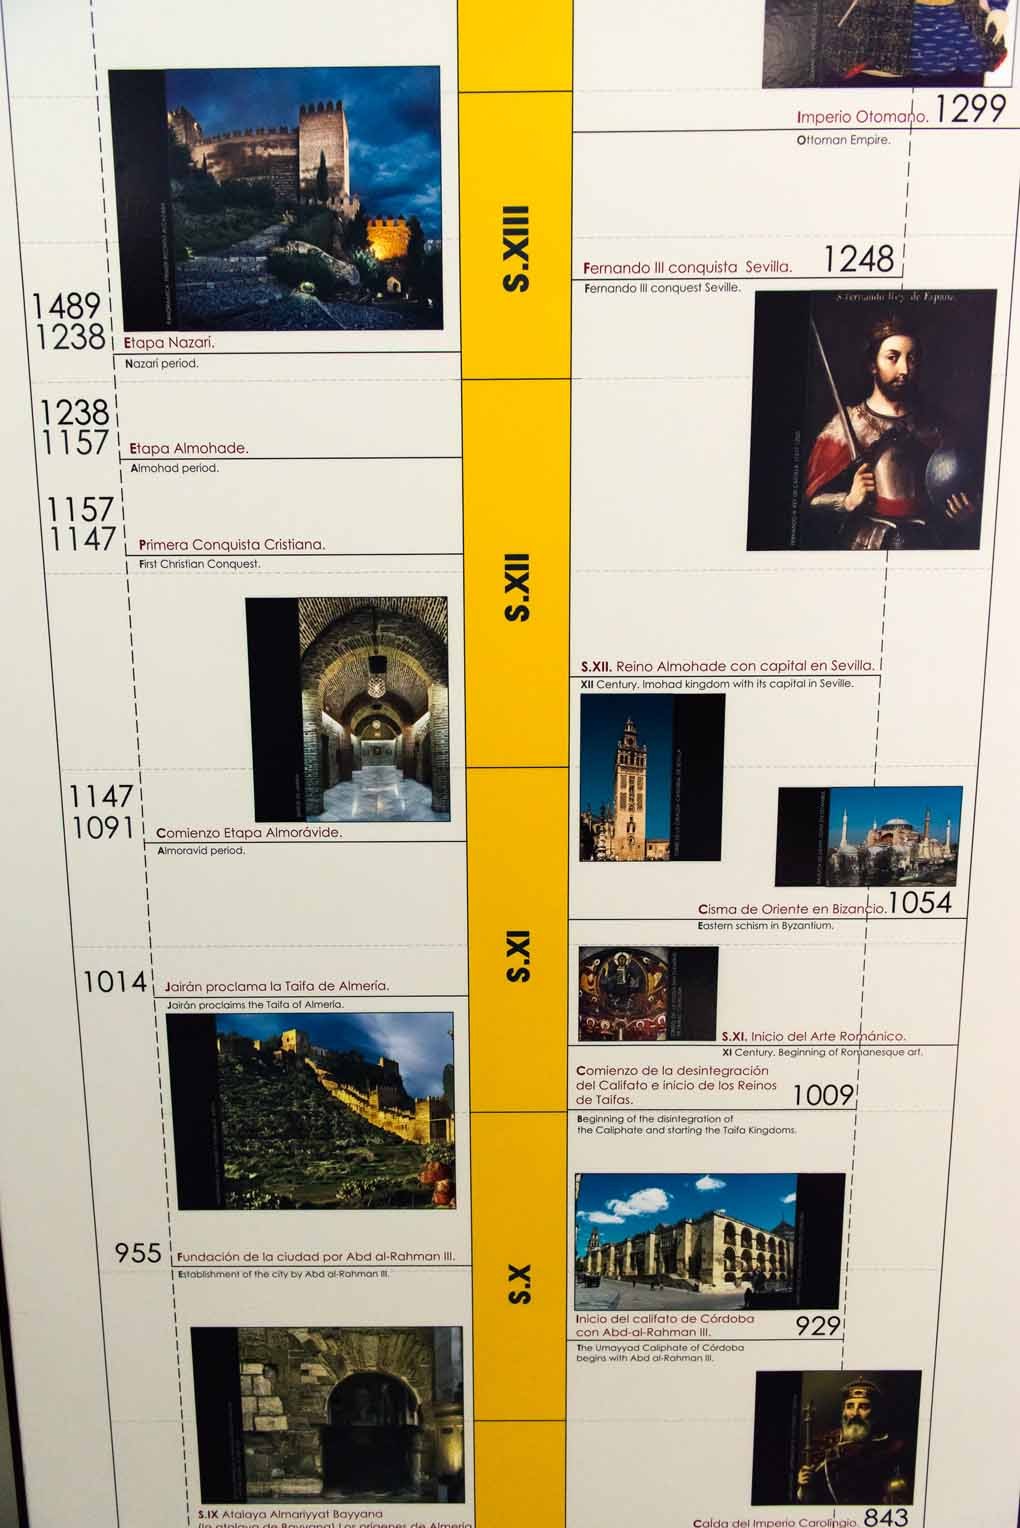 Imperio Otomano. 1299
Ottoman Empire.
S.XIII
Fernando III conquista Sevilla. 1248
Fernando III conquest Seville.
S. Fernando Rey de España.
1489
1238
Etapa Nazarí.
Nazarí period.
1238
1157
Etapa Almohade.
Almohad period.
1157
1147
Primera Conquista Cristiana.
First Christian Conquest.
S.XII
S.XII. Reino Almohade con capital en Sevilla.
XII Century. lmohad kingdom with its capital in Seville.
1147
1091
Comienzo Etapa Almorávide.
Almoravid period.
Cisma de Oriente en Bizancio. 1054
Eastern schism in Byzantium.
S.XI
1014
Jairán proclama la Taifa de Almería.
Jairán proclaims the Taifa of Almería.
S.XI. Inicio del Arte Románico.
XI Century. Beginning of Romanesque art.
Comienzo de la desintegración
del Califato e inicio de los Reinos
de Taifas. 1009
Beginning of the disintegration of
the Caliphate and starting the Taifa Kingdoms.
955
Fundación de la ciudad por Abd al-Rahman III.
Establishment of the city by Abd al-Rahman III.
S.X
Inicio del califato de Córdoba
con Abd-al-Rahman III. 929
The Umayyad Caliphate of Córdoba
begins with Abd al-Rahman III.
S.IX Atalaya Almariyyat Bayyana
(la atalaya de Bayyana) Los orígenes de Almería
Caída del Imperio Carolingio. 843